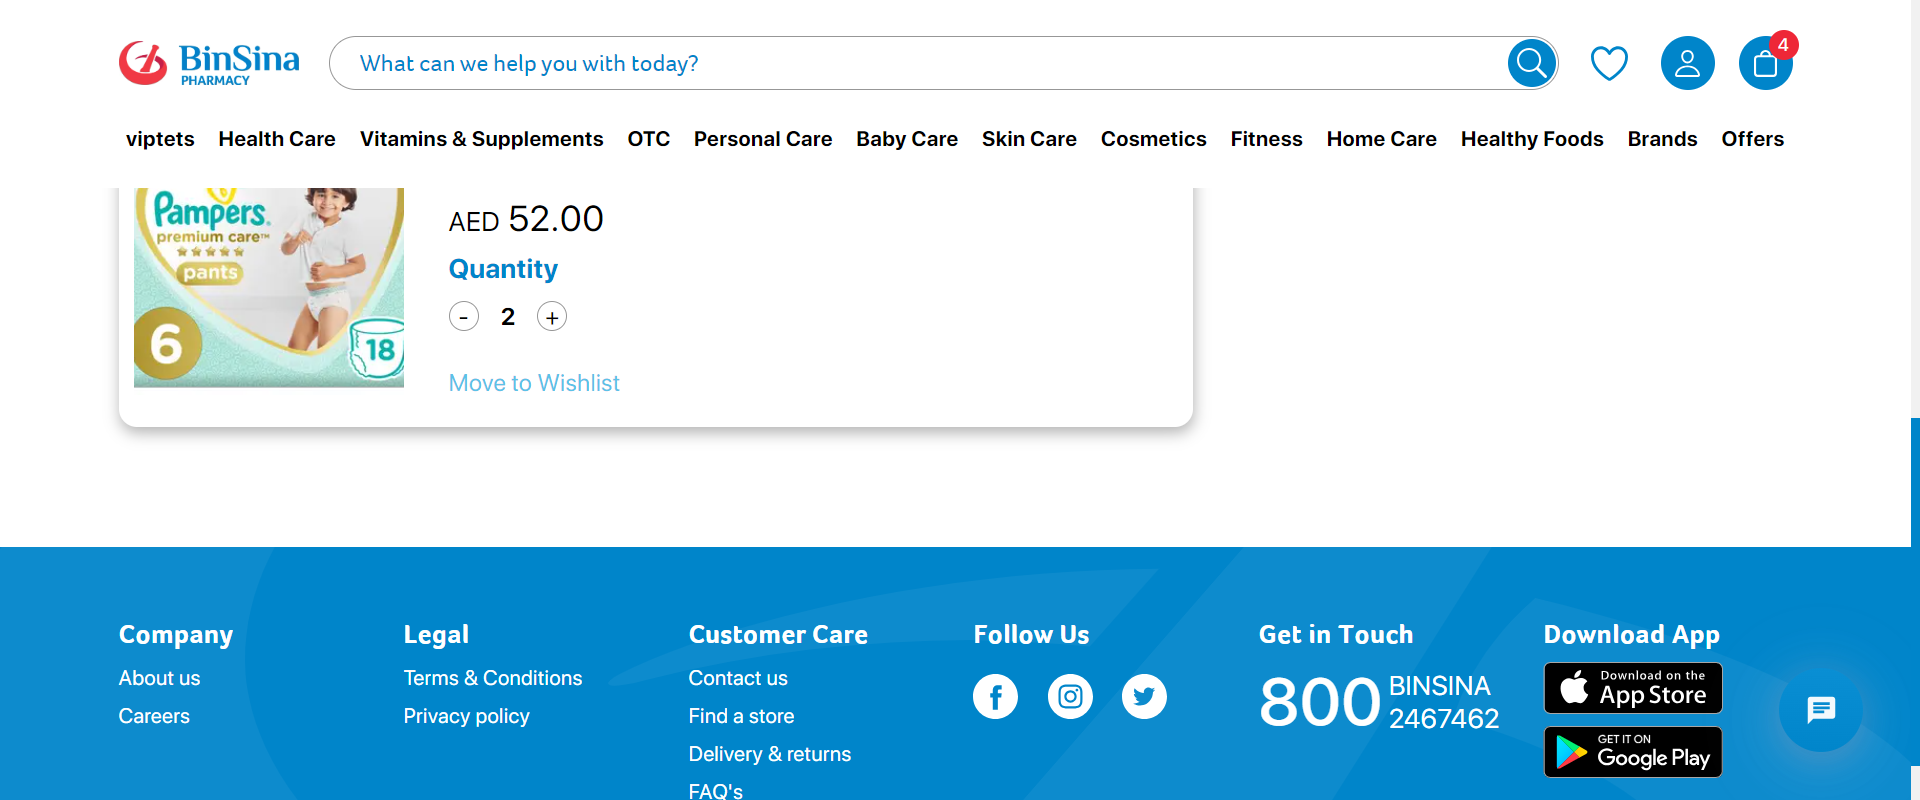 BinSina
PHARMACY
What can we help you with today?
4
viptets Health Care Vitamins & Supplements OTC Personal Care Baby Care Skin Care Cosmetics Fitness Home Care Healthy Foods Brands Offers
Pampers
premium care™
pants
6
18
AED 52.00
Quantity
- 2 +
Move to Wishlist
Company
About us
Careers
Legal
Terms & Conditions
Privacy policy
Customer Care
Contact us
Find a store
Delivery & returns
FAQ's
Follow Us
Get in Touch
800 BINSINA
2467462
Download App
Download on the
App Store
GET IT ON
Google Play